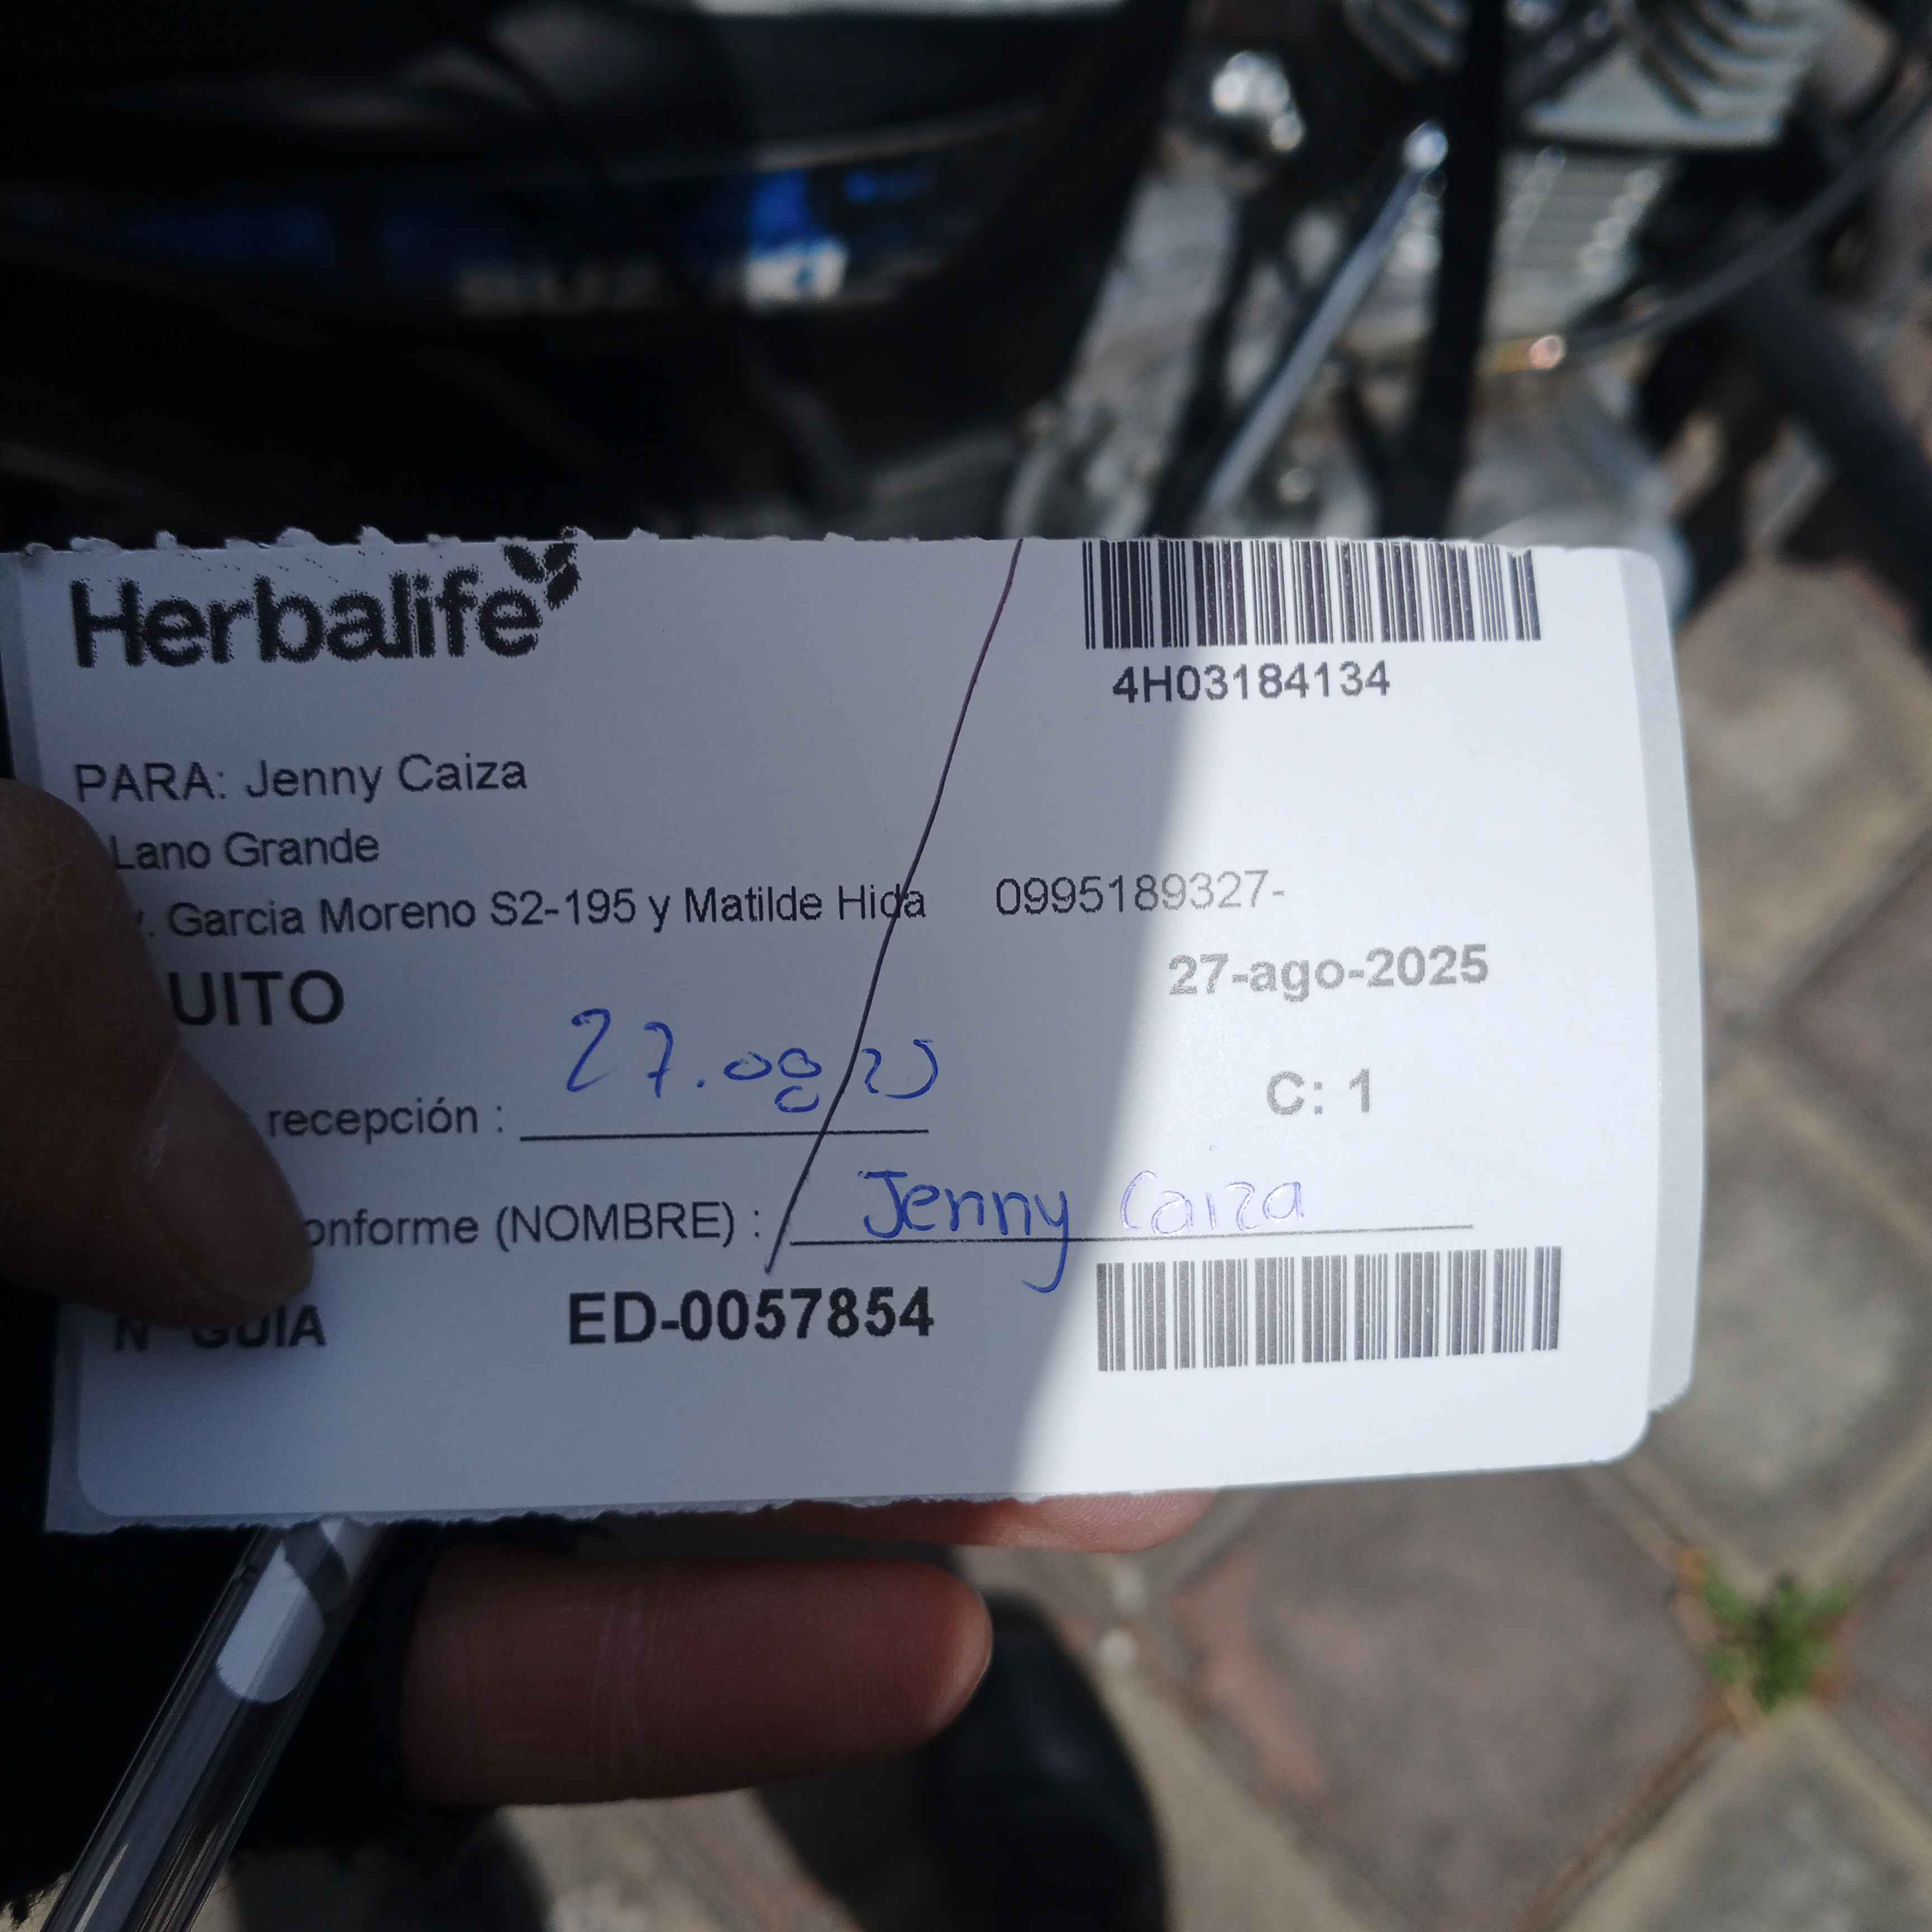 Herbalife
4H03184134
PARA: Jenny Caiza
Lano Grande
. Garcia Moreno S2-195 y Matilde Hida 0995189327-
UITO
27-ago-2025
recepción : 27.08.25
C: 1
onforme (NOMBRE) : Jenny Caiza
N° GUIA ED-0057854